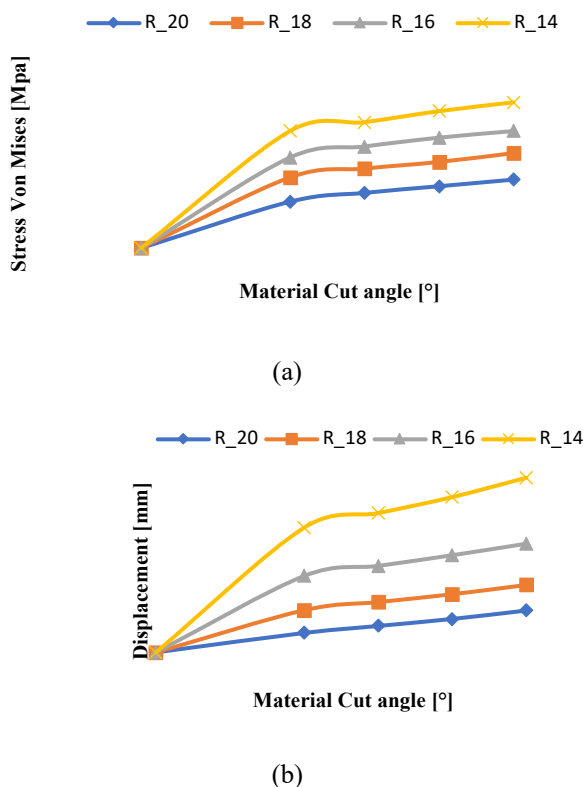 R_20 R_18 R_16 R_14
Stress Von Mises [Mpa]
Material Cut angle [°]
(a)
R_20 R_18 R_16 R_14
Displacement [mm]
Material Cut angle [°]
(b)